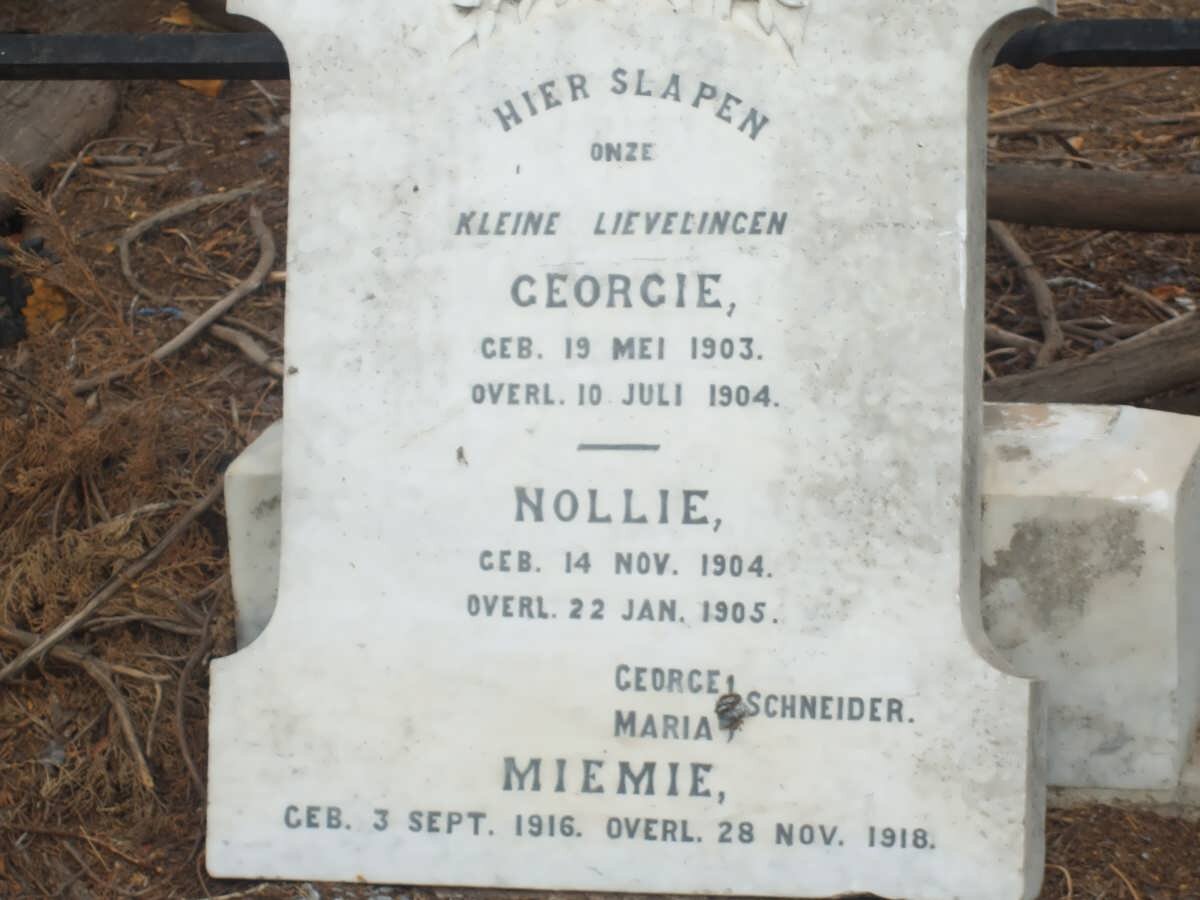 HIER SLAPEN
ONZE
KLEINE LIEVELINGEN
GEORGIE,
GEB. 19 MEI 1903.
OVERL. 10 JULI 1904.
NOLLIE,
GEB. 14 NOV. 1904.
OVERL. 22 JAN. 1905.
GEORGE
MARIA
SCHNEIDER.
MIEMIE,
GEB. 3 SEPT. 1916. OVERL. 28 NOV. 1918.